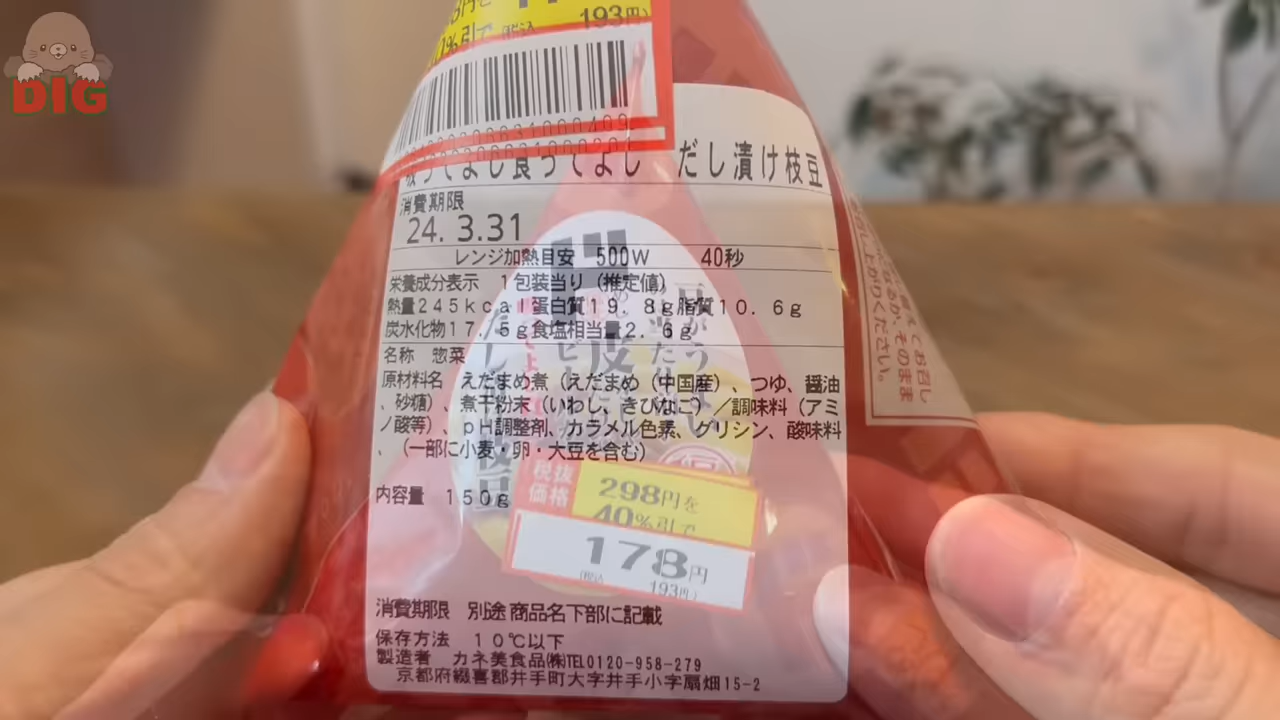 DIG
193円)
吸ってよし食ってよし だし漬け枝豆
消費期限
24. 3.31
レンジ加熱目安 500W 40秒
栄養成分表示 1包装当り(推定値)
熱量245kcal蛋白質19.8g脂質10.6g
炭水化物17.5g食塩相当量2.6g
名称 惣菜
原材料名 えだまめ煮(えだまめ(中国産)、つゆ、醤油
、砂糖)、煮干粉末(いわし、きびなご)/調味料(アミ
ノ酸等)、pH調整剤、カラメル色素、グリシン、酸味料
、(一部に小麦・卵・大豆を含む)
内容量 150g
税抜
価格
298円を
40%引で
178円
(税込 193円)
消費期限 別途商品名下部に記載
保存方法 10℃以下
製造者 カネ美食品㈱TEL0120-958-279
京都府綴喜郡井手町大字井手小字扇畑15-2